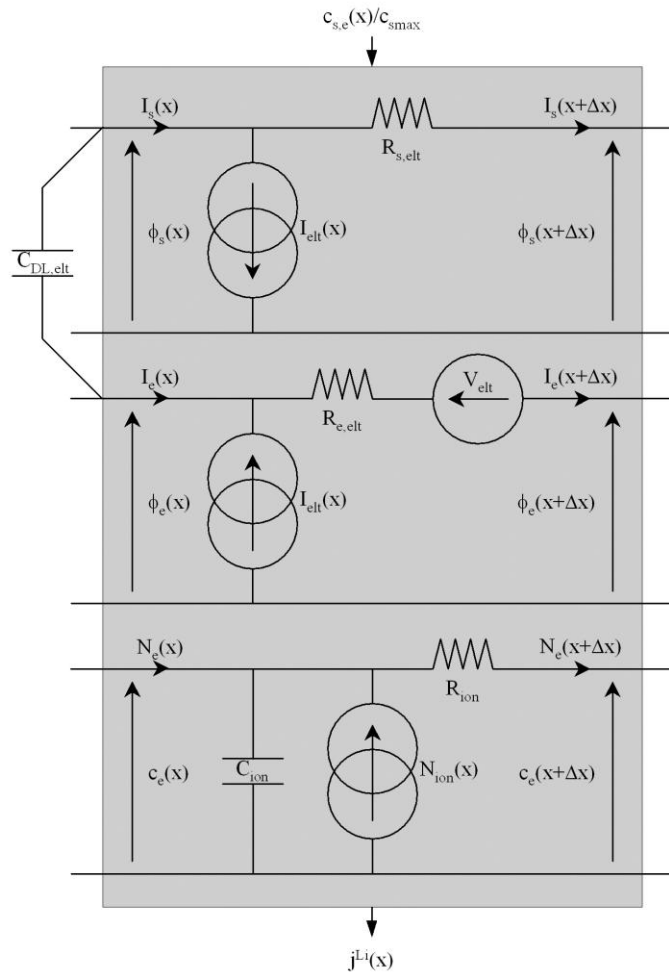 c_{s,e}(x)/c_{smax}
I_s(x)
I_s(x+Δx)
R_{s,elt}
ϕ_s(x)
I_{elt}(x)
ϕ_s(x+Δx)
C_{DL,elt}
I_e(x)
V_{elt}
I_e(x+Δx)
R_{e,elt}
ϕ_e(x)
I_{elt}(x)
ϕ_e(x+Δx)
N_e(x)
N_e(x+Δx)
R_{ion}
c_e(x)
C_{ion}
N_{ion}(x)
c_e(x+Δx)
j^{Li}(x)